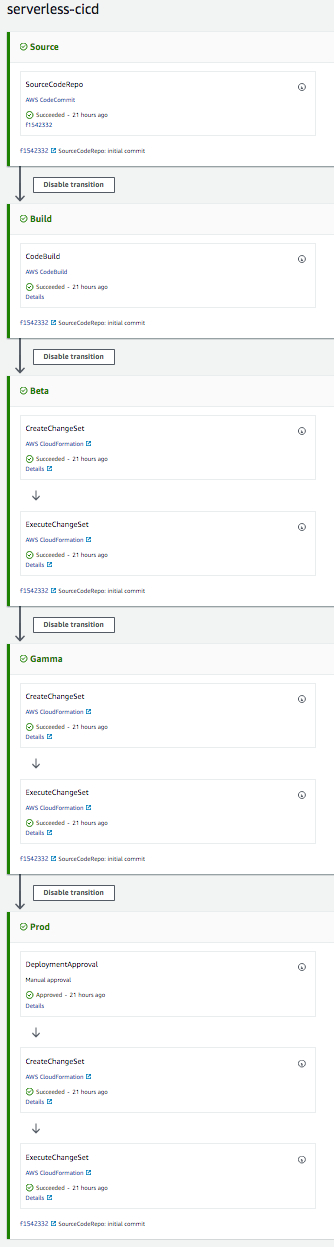 serverless-cicd
Source
SourceCodeRepo
AWS CodeCommit
Succeeded - 21 hours ago
f1542332
f1542332 SourceCodeRepo: initial commit
Disable transition
Build
CodeBuild
AWS CodeBuild
Succeeded - 21 hours ago
Details
f1542332 SourceCodeRepo: initial commit
Disable transition
Beta
CreateChangeSet
AWS CloudFormation
Succeeded - 21 hours ago
Details
ExecuteChangeSet
AWS CloudFormation
Succeeded - 21 hours ago
Details
f1542332 SourceCodeRepo: initial commit
Disable transition
Gamma
CreateChangeSet
AWS CloudFormation
Succeeded - 21 hours ago
Details
ExecuteChangeSet
AWS CloudFormation
Succeeded - 21 hours ago
Details
f1542332 SourceCodeRepo: initial commit
Disable transition
Prod
DeploymentApproval
Manual approval
Approved - 21 hours ago
Details
CreateChangeSet
AWS CloudFormation
Succeeded - 21 hours ago
Details
ExecuteChangeSet
AWS CloudFormation
Succeeded - 21 hours ago
Details
f1542332 SourceCodeRepo: initial commit